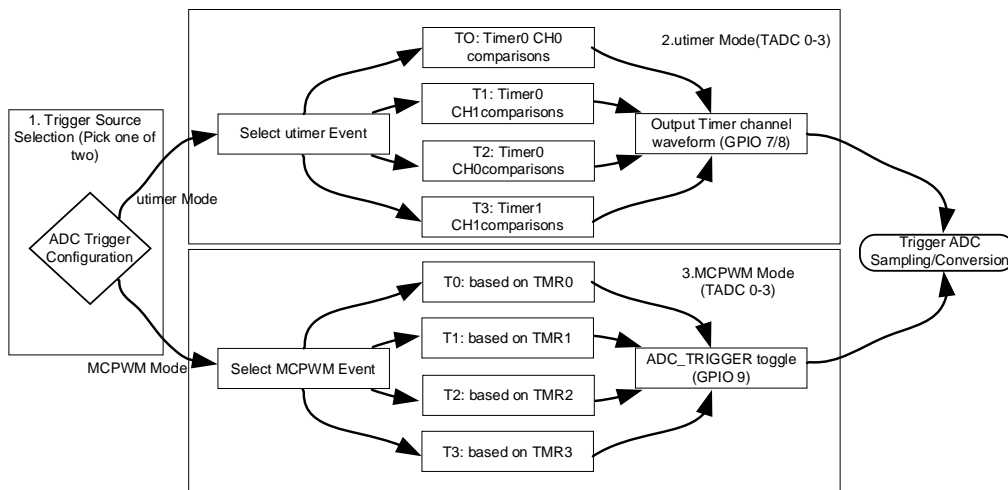 1. Trigger Source
Selection (Pick one of
two)
utimer Mode
ADC Trigger
Configuration
MCPWM Mode
2.utimer Mode(TADC 0-3)
Select utimer Event
TO: Timer0 CH0
comparisons
T1: Timer0
CH1comparisons
T2: Timer0
CH0comparisons
T3: Timer1
CH1comparisons
Output Timer channel
waveform (GPIO 7/8)
3.MCPWM Mode
(TADC 0-3)
Select MCPWM Event
T0: based on TMR0
T1: based on TMR1
T2: based on TMR2
T3: based on TMR3
ADC_TRIGGER toggle
(GPIO 9)
Trigger ADC
Sampling/Conversion